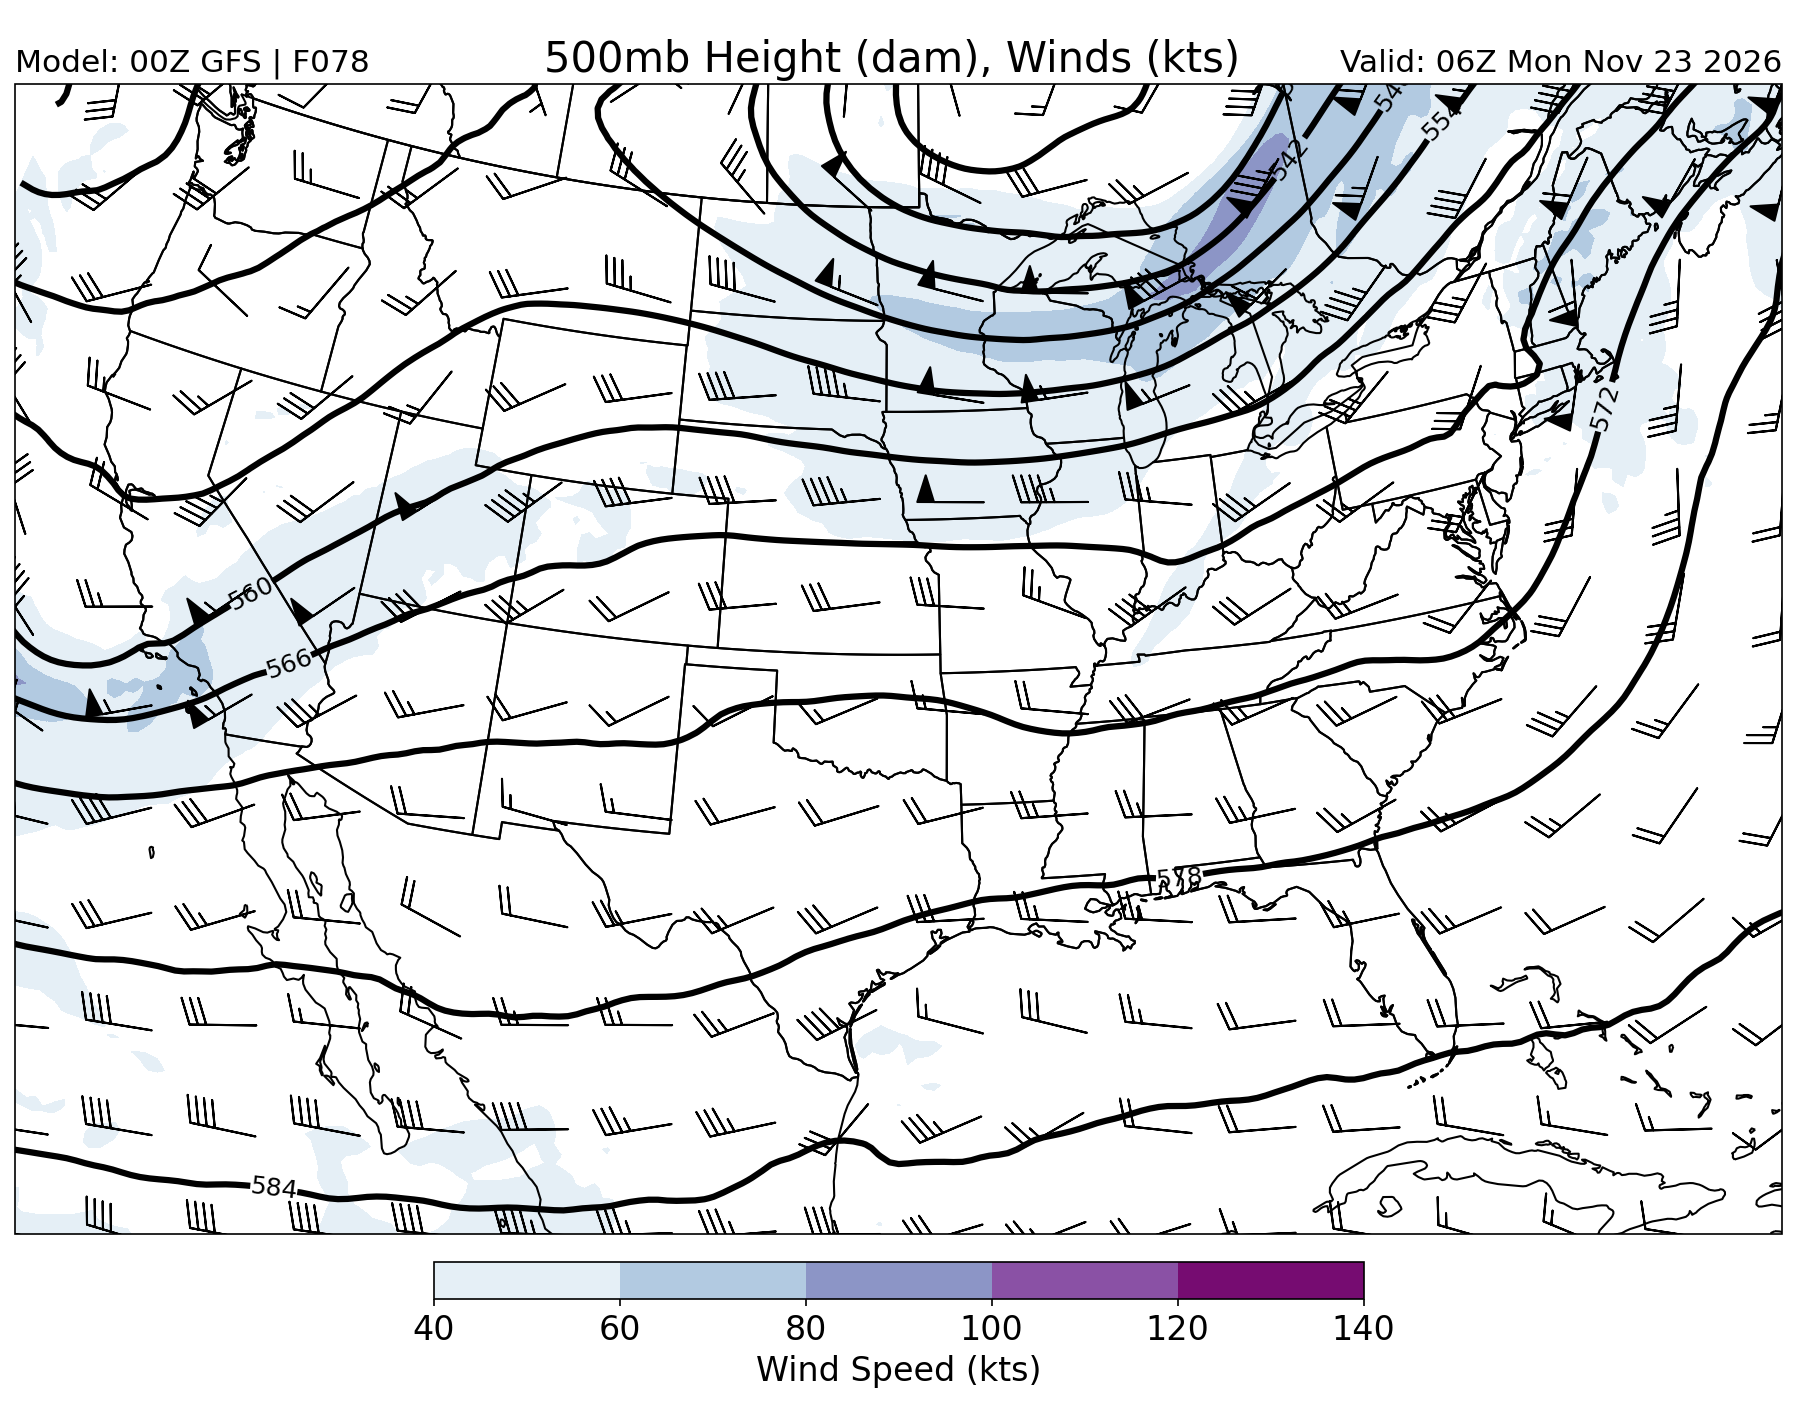 Model: 00Z GFS | F078
500mb Height (dam), Winds (kts)
Valid: 06Z Mon Nov 23 2026
554
542
572
560
566
578
584
40 60 80 100 120 140
Wind Speed (kts)